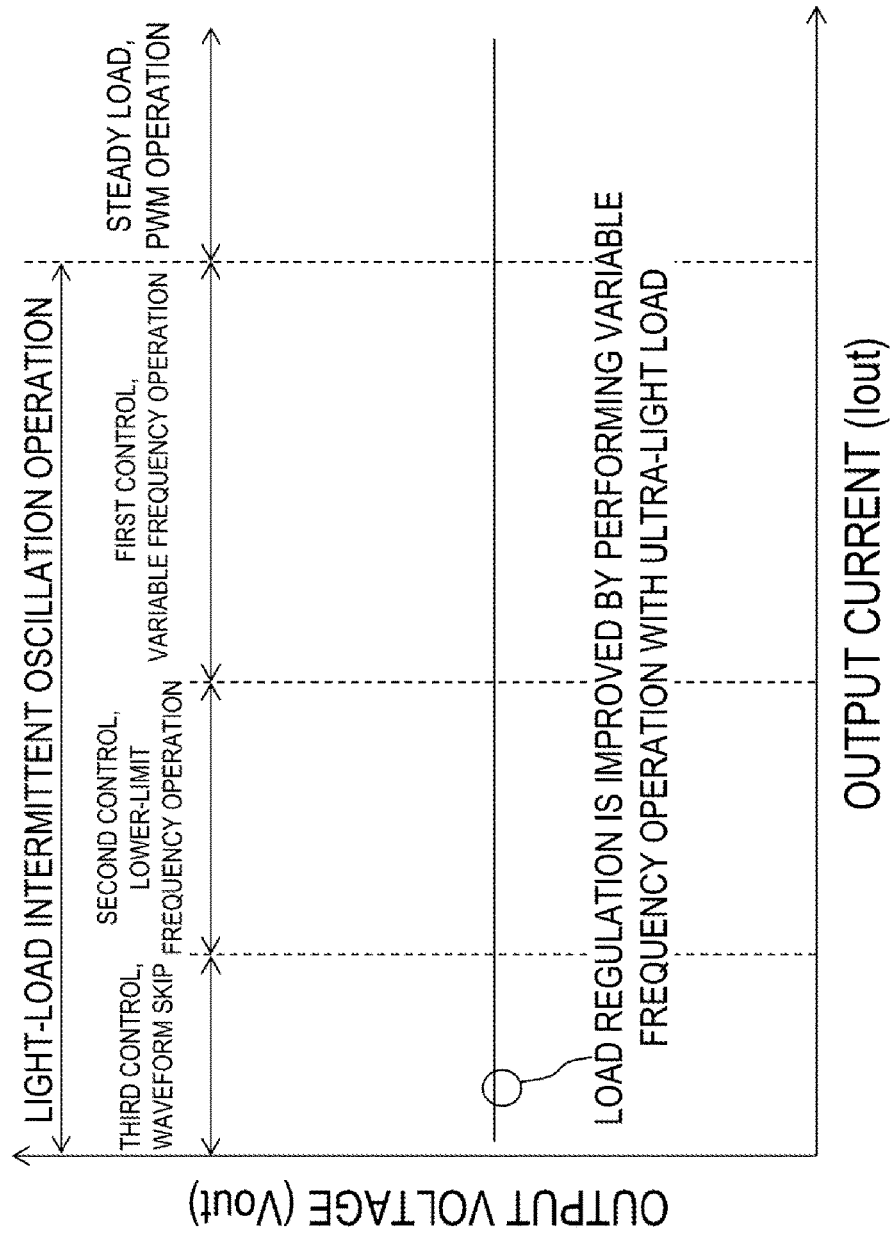 LIGHT-LOAD INTERMITTENT OSCILLATION OPERATION
THIRD CONTROL,
WAVEFORM SKIP
SECOND CONTROL,
LOWER-LIMIT
FREQUENCY OPERATION
FIRST CONTROL,
VARIABLE FREQUENCY OPERATION
STEADY LOAD,
PWM OPERATION
OUTPUT VOLTAGE (Vout)
LOAD REGULATION IS IMPROVED BY PERFORMING VARIABLE
FREQUENCY OPERATION WITH ULTRA-LIGHT LOAD
OUTPUT CURRENT (Iout)